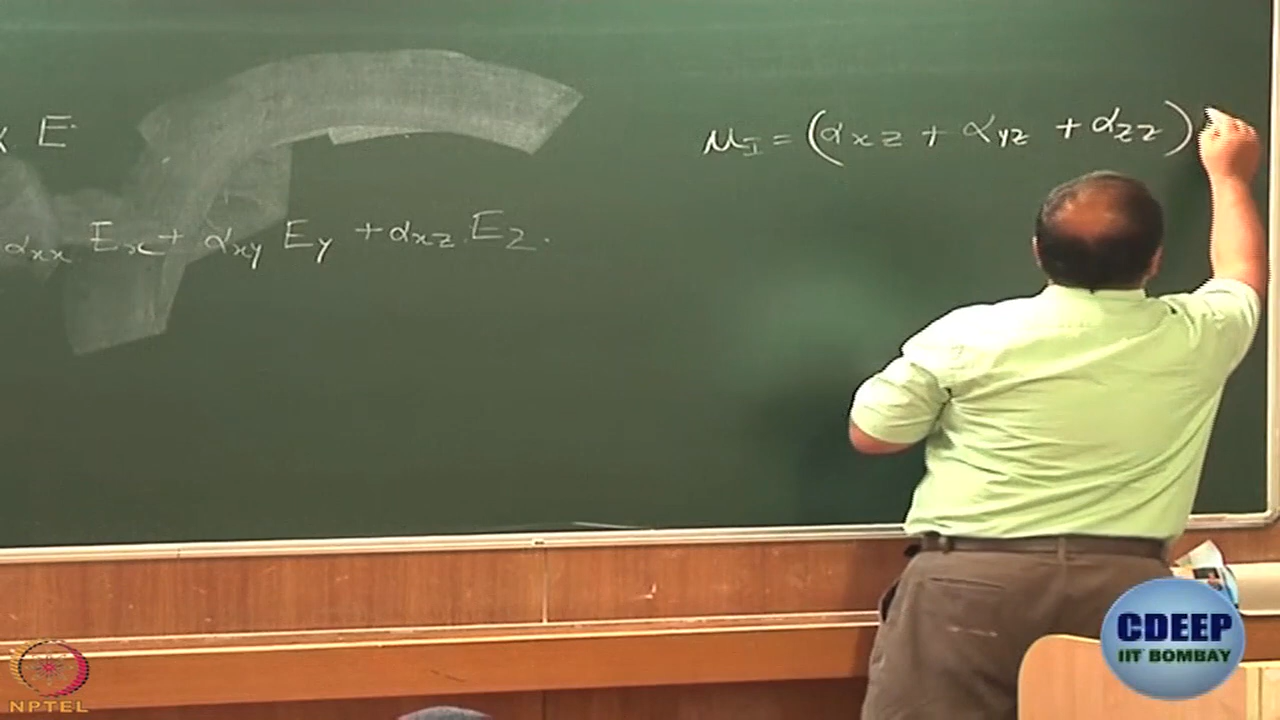 α E
μ_I = (α_xz + α_yz + α_zz)
α_xx E_x + α_xy E_y + α_xz . E_z .
CDEEP
IIT BOMBAY
NPTEL